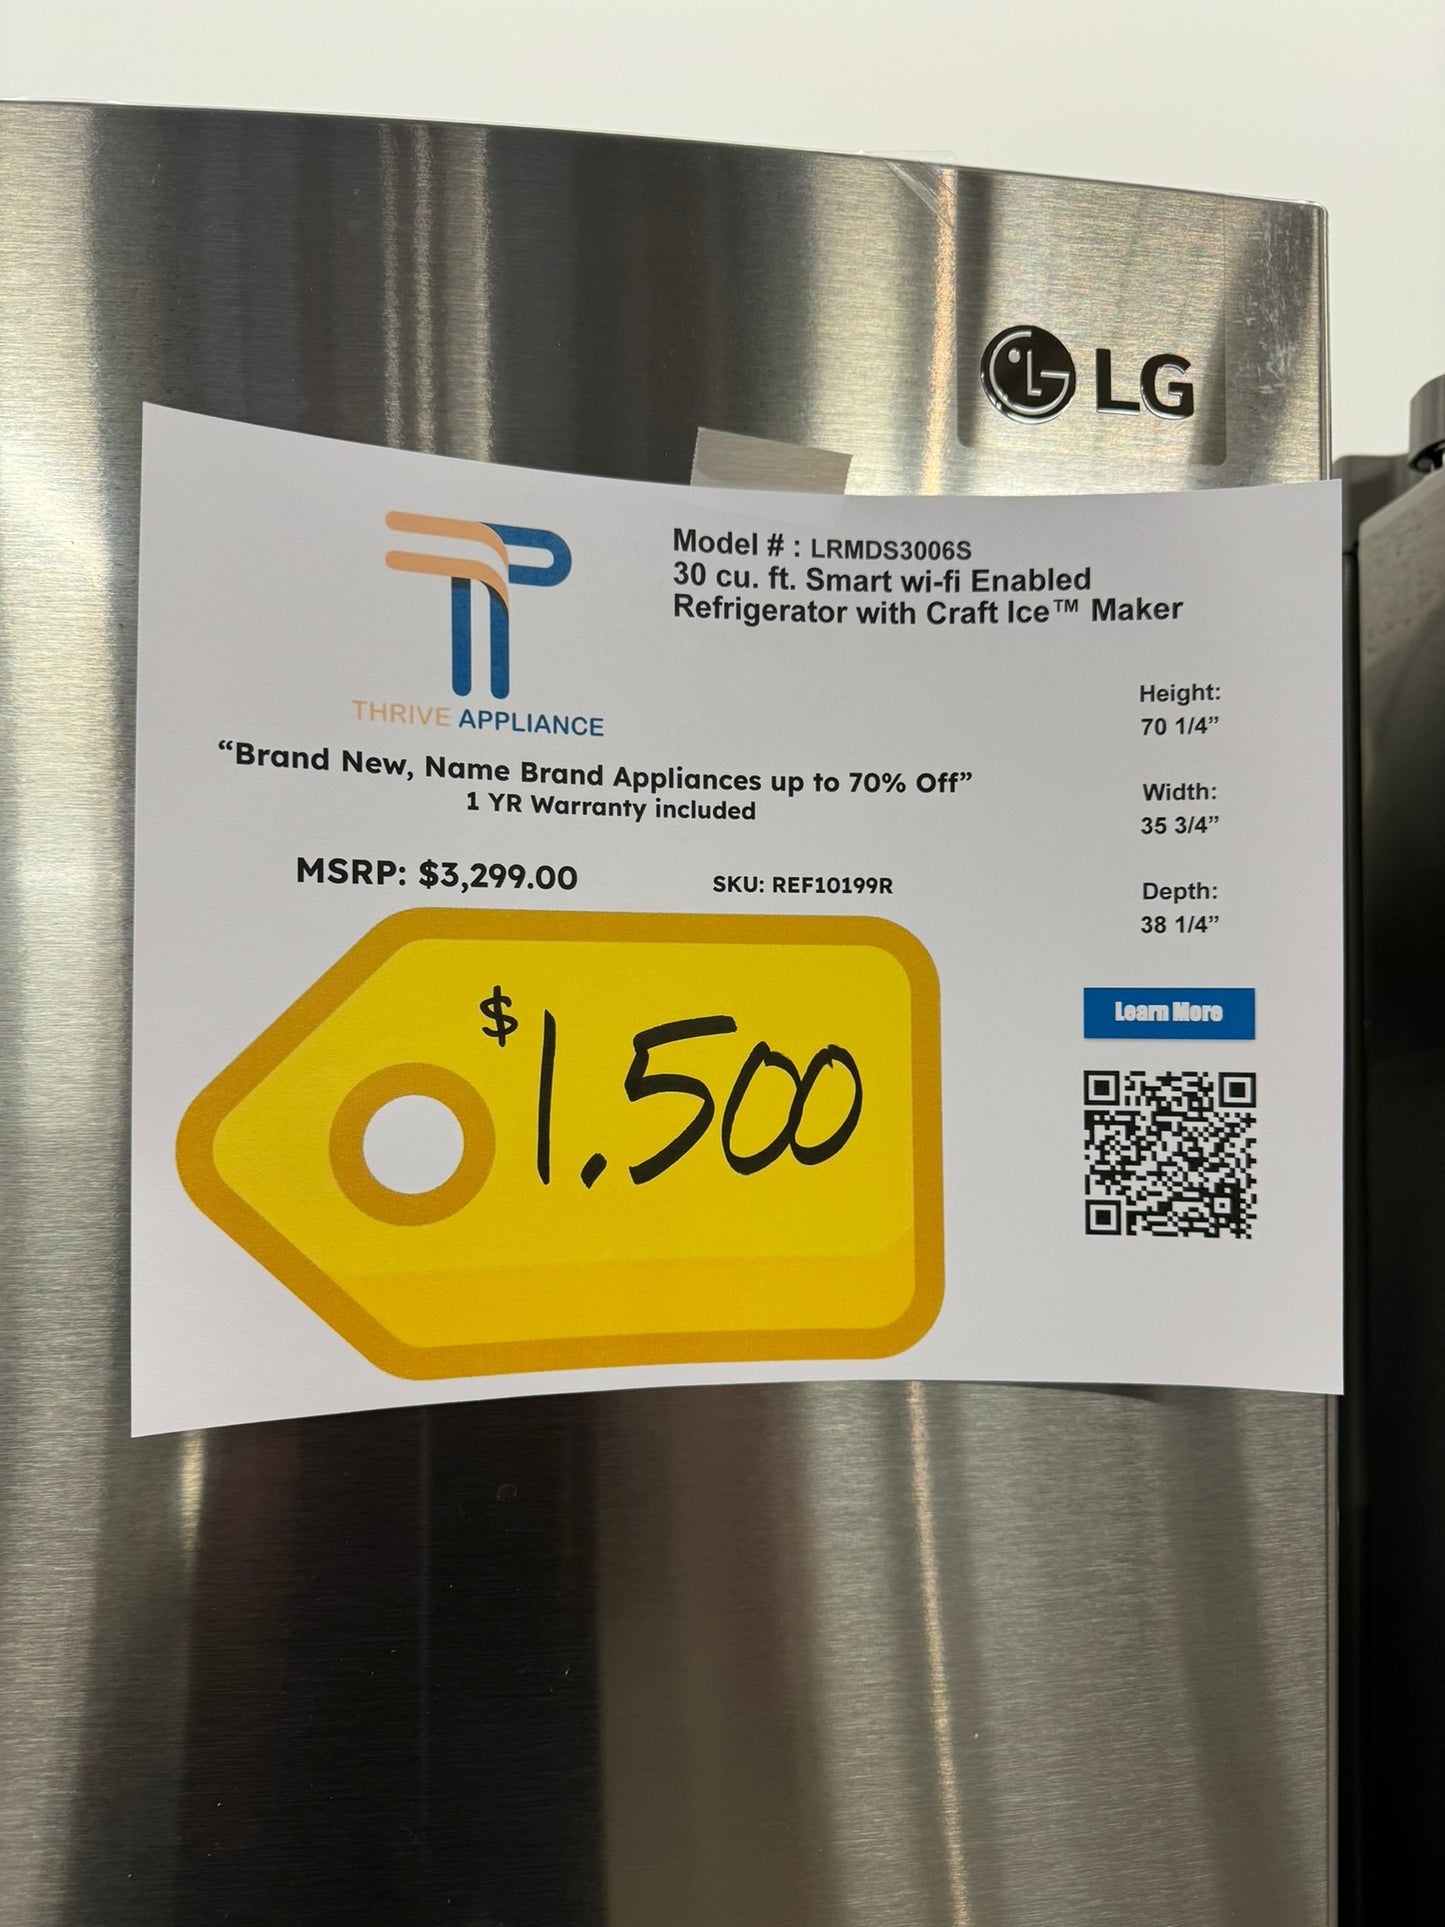 LG
Model # : LRMDS3006S
30 cu. ft. Smart wi-fi Enabled
Refrigerator with Craft Ice™ Maker
THRIVE APPLIANCE
“Brand New, Name Brand Appliances up to 70% Off”
1 YR Warranty included
MSRP: $3,299.00
SKU: REF10199R
$1.500
Height:
70 1/4”
Width:
35 3/4”
Depth:
38 1/4”
Learn More